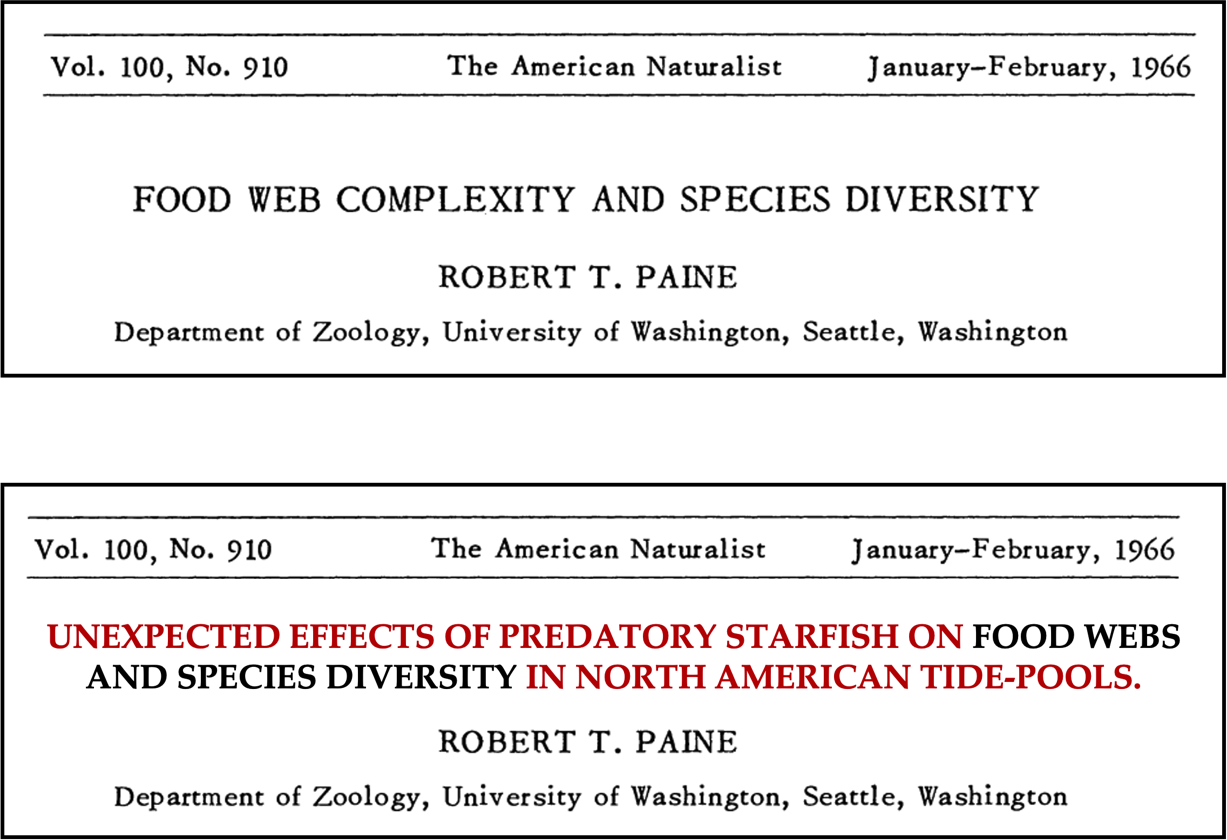 Vol. 100, No. 910 The American Naturalist January–February, 1966
FOOD WEB COMPLEXITY AND SPECIES DIVERSITY
ROBERT T. PAINE
Department of Zoology, University of Washington, Seattle, Washington
Vol. 100, No. 910 The American Naturalist January–February, 1966
UNEXPECTED EFFECTS OF PREDATORY STARFISH ON FOOD WEBS
AND SPECIES DIVERSITY IN NORTH AMERICAN TIDE-POOLS.
ROBERT T. PAINE
Department of Zoology, University of Washington, Seattle, Washington